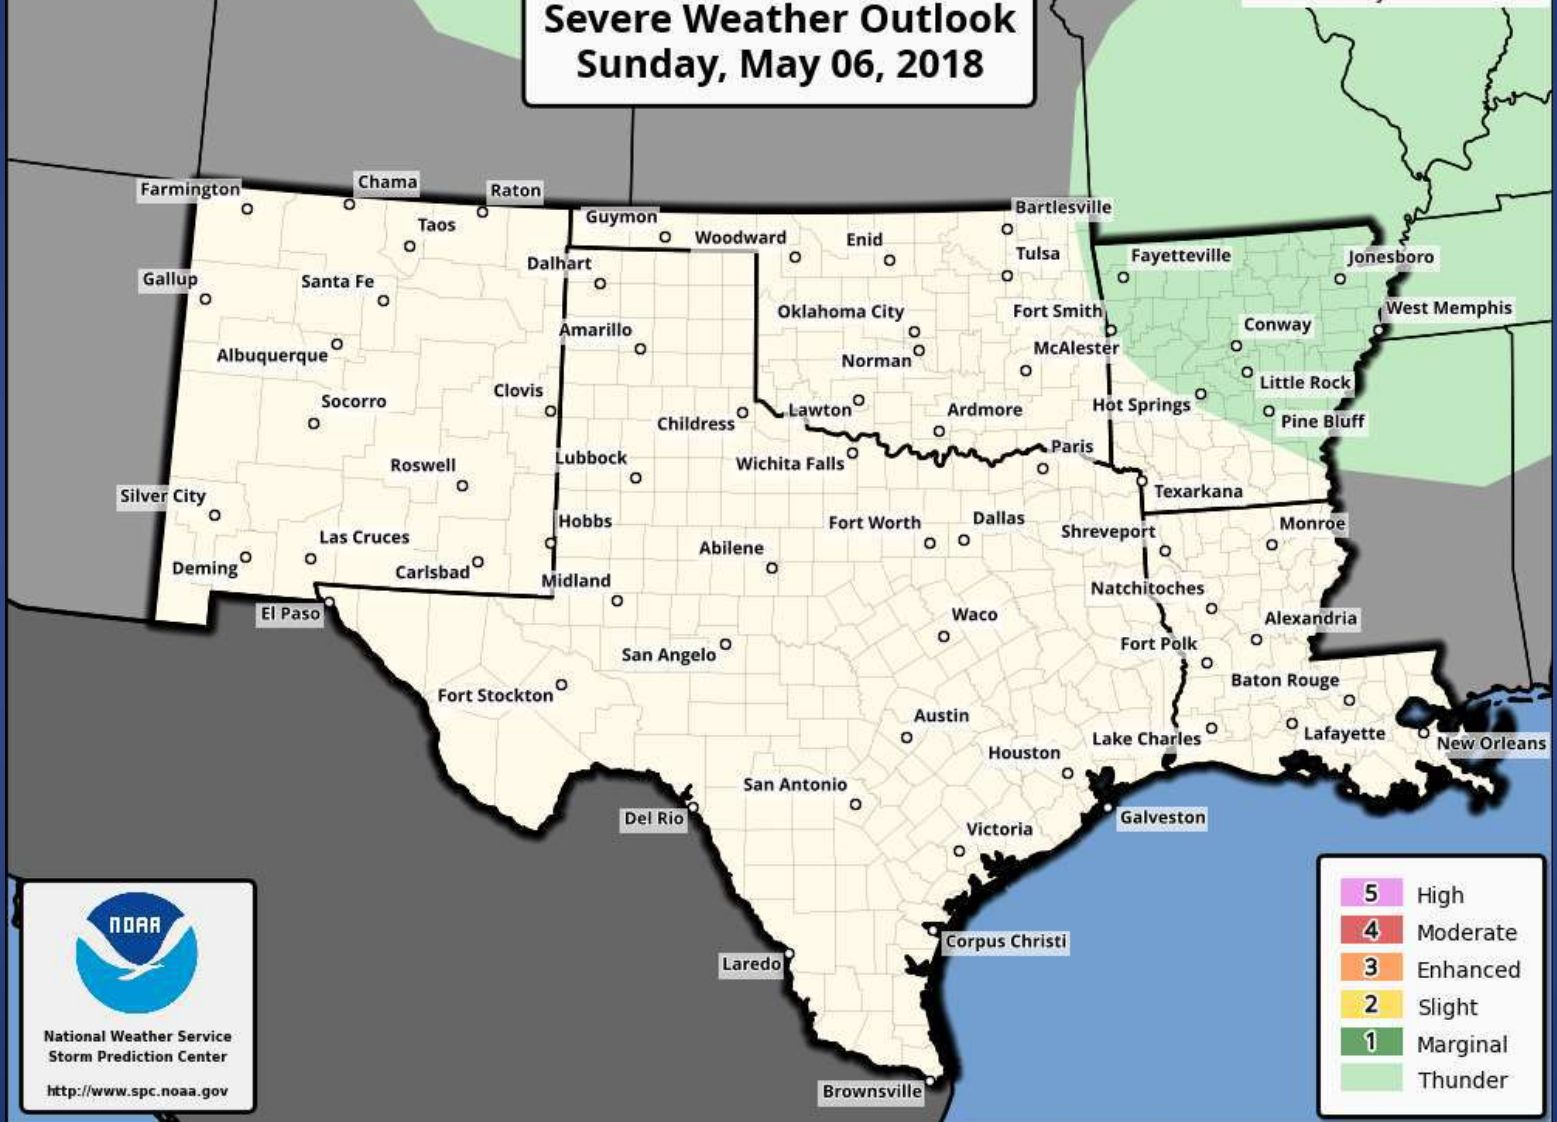 Severe Weather Outlook
Sunday, May 06, 2018
Farmington
Chama
Raton
Guymon
Bartlesville
Taos
Woodward
Enid
Tulsa
Fayetteville
Jonesboro
Gallup
Santa Fe
Dalhart
Oklahoma City
Fort Smith
West Memphis
Albuquerque
Amarillo
Norman
McAlester
Conway
Socorro
Clovis
Childress
Lawton
Ardmore
Hot Springs
Little Rock
Pine Bluff
Roswell
Lubbock
Wichita Falls
Paris
Silver City
Texarkana
Las Cruces
Hobbs
Fort Worth
Dallas
Shreveport
Monroe
Deming
Carlsbad
Midland
Abilene
Natchitoches
El Paso
Waco
Alexandria
San Angelo
Fort Polk
Fort Stockton
Baton Rouge
Austin
Houston
Lake Charles
Lafayette
New Orleans
San Antonio
Del Rio
Victoria
Galveston
Corpus Christi
Laredo
Brownsville
NOAA
National Weather Service
Storm Prediction Center
http://www.spc.noaa.gov
5 High
4 Moderate
3 Enhanced
2 Slight
1 Marginal
Thunder